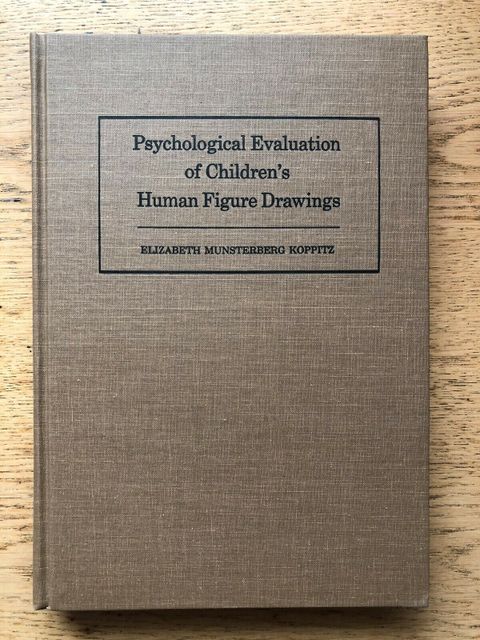 Psychological Evaluation
of Children's
Human Figure Drawings
ELIZABETH MUNSTERBERG KOPPITZ